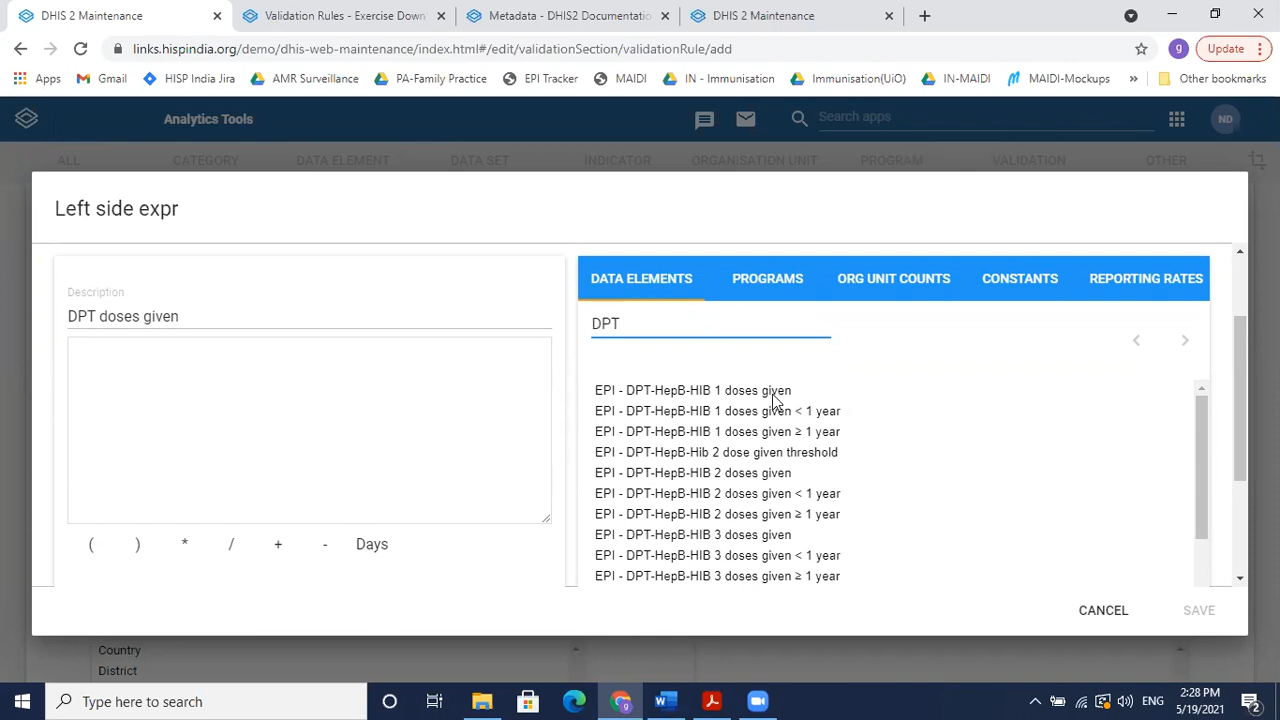 DHIS 2 Maintenance
Validation Rules - Exercise Down
Metadata - DHIS2 Documentatio
DHIS 2 Maintenance
links.hispindia.org/demo/dhis-web-maintenance/index.html#/edit/validationSection/validationRule/add
g
Update
Apps
Gmail
HISP India Jira
AMR Surveillance
PA-Family Practice
EPI Tracker
MAIDI
IN - Immunisation
Immunisation(UiO)
IN-MAIDI
MAIDI-Mockups
»
Other bookmarks
Analytics Tools
Search apps
ND
ALL
CATEGORY
DATA ELEMENT
DATA SET
INDICATOR
ORGANISATION UNIT
PROGRAM
VALIDATION
OTHER
Left side expr
Description
DPT doses given
( ) * / + - Days
DATA ELEMENTS
PROGRAMS
ORG UNIT COUNTS
CONSTANTS
REPORTING RATES
DPT
EPI - DPT-HepB-HIB 1 doses given
EPI - DPT-HepB-HIB 1 doses given < 1 year
EPI - DPT-HepB-HIB 1 doses given ≥ 1 year
EPI - DPT-HepB-Hib 2 dose given threshold
EPI - DPT-HepB-HIB 2 doses given
EPI - DPT-HepB-HIB 2 doses given < 1 year
EPI - DPT-HepB-HIB 2 doses given ≥ 1 year
EPI - DPT-HepB-HIB 3 doses given
EPI - DPT-HepB-HIB 3 doses given < 1 year
EPI - DPT-HepB-HIB 3 doses given ≥ 1 year
CANCEL
SAVE
Country
District
Type here to search
g
ENG
2:28 PM
5/19/2021
2